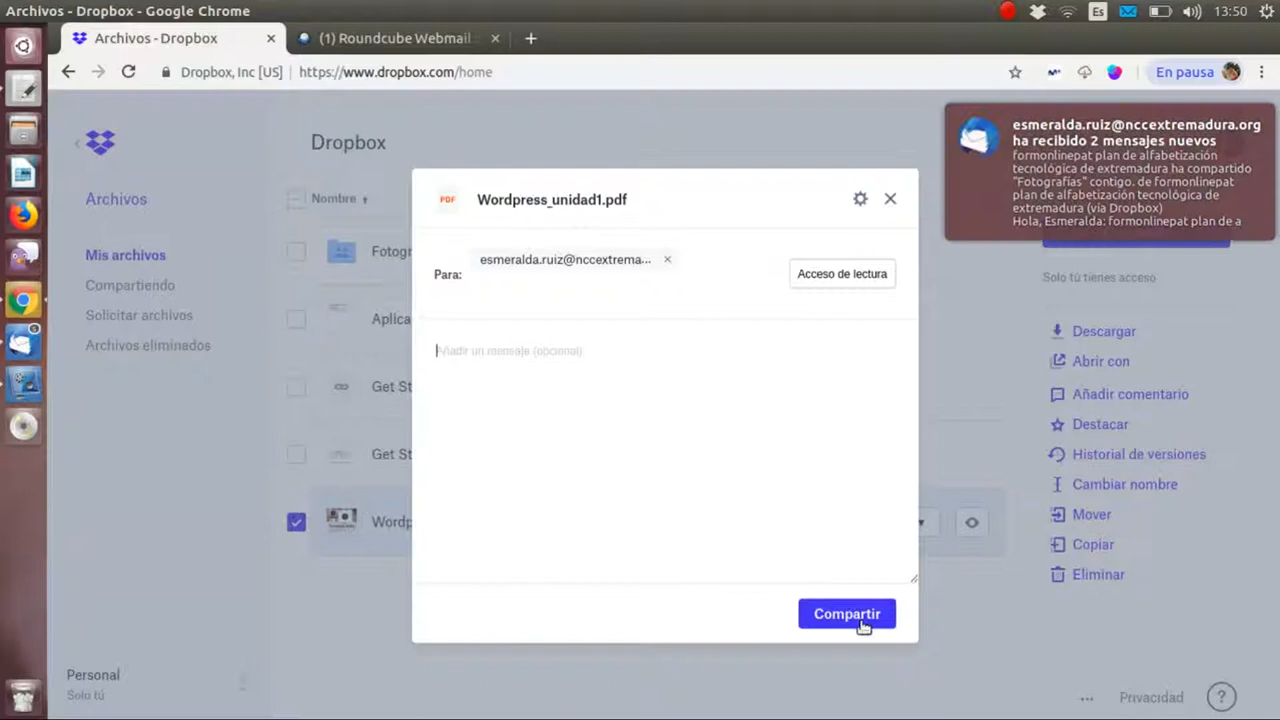 Archivos - Dropbox - Google Chrome
Es
13:50
Archivos - Dropbox
(1) Roundcube Webmail
Dropbox, Inc [US]
https://www.dropbox.com/home
En pausa
esmeralda.ruiz@nccextremadura.org
ha recibido 2 mensajes nuevos
formonlinepat plan de alfabetización
tecnológica de extremadura ha compartido
"Fotografías" contigo. de formonlinepat
plan de alfabetización tecnológica de
extremadura (vía Dropbox)
Hola, Esmeralda: formonlinepat plan de a
Dropbox
Archivos
Mis archivos
Compartiendo
Solicitar archivos
Archivos eliminados
Personal
Solo tú
Nombre
Fotogr
Aplica
Get St
Get St
Wordp
PDF
Wordpress_unidad1.pdf
Para:
esmeralda.ruiz@nccextrema...
Acceso de lectura
Añadir un mensaje (opcional)
Compartir
Solo tú tienes acceso
Descargar
Abrir con
Añadir comentario
Destacar
Historial de versiones
Cambiar nombre
Mover
Copiar
Eliminar
Privacidad